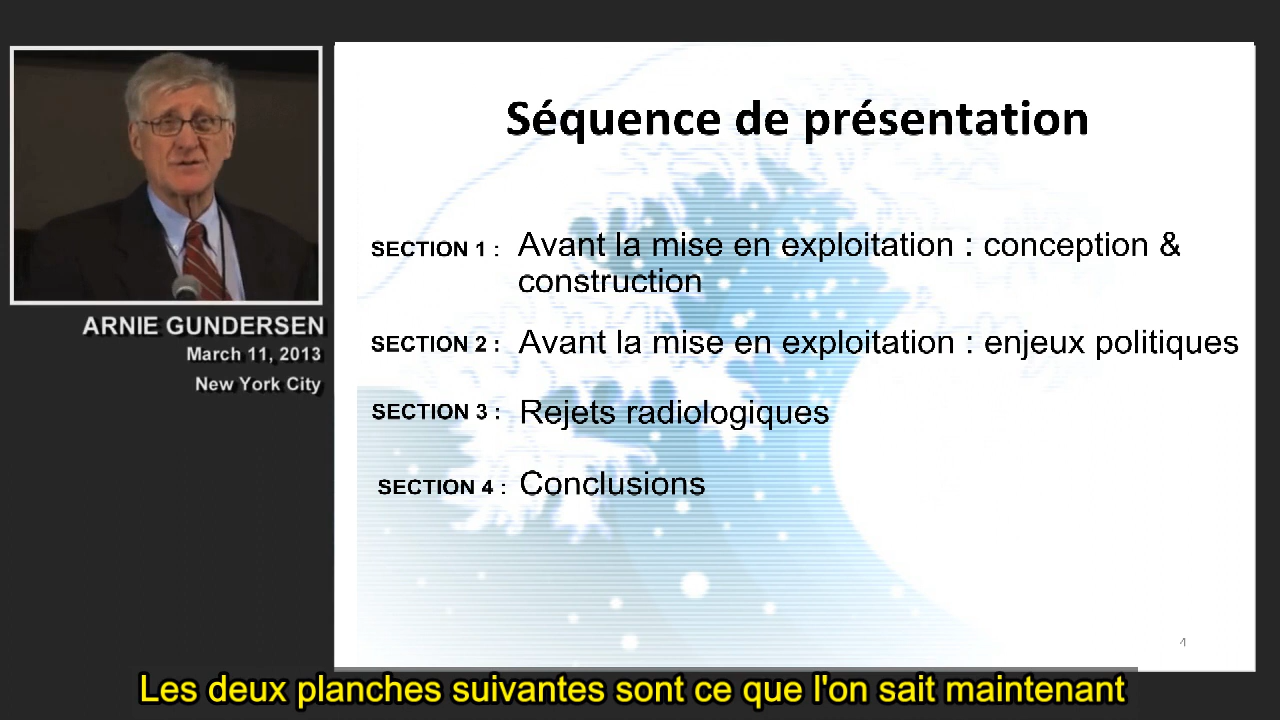 ARNIE GUNDERSEN
March 11, 2013
New York City
Séquence de présentation
SECTION 1 : Avant la mise en exploitation : conception &
construction
SECTION 2 : Avant la mise en exploitation : enjeux politiques
SECTION 3 : Rejets radiologiques
SECTION 4 : Conclusions
4
Les deux planches suivantes sont ce que l'on sait maintenant